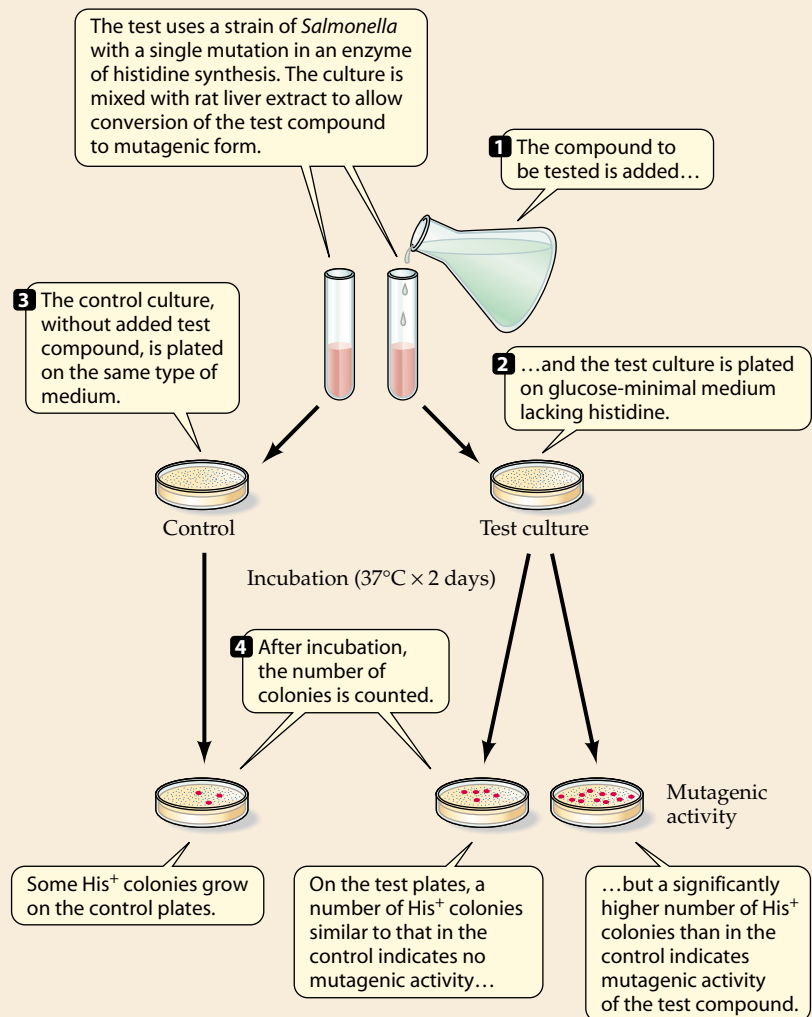 The test uses a strain of Salmonella
with a single mutation in an enzyme
of histidine synthesis. The culture is
mixed with rat liver extract to allow
conversion of the test compound
to mutagenic form.
1 The compound to
be tested is added…
3 The control culture,
without added test
compound, is plated
on the same type of
medium.
2 …and the test culture is plated
on glucose-minimal medium
lacking histidine.
Control
Test culture
Incubation (37°C × 2 days)
4 After incubation,
the number of
colonies is counted.
Mutagenic
activity
Some His⁺ colonies grow
on the control plates.
On the test plates, a
number of His⁺ colonies
similar to that in the
control indicates no
mutagenic activity…
…but a significantly
higher number of His⁺
colonies than in the
control indicates
mutagenic activity
of the test compound.